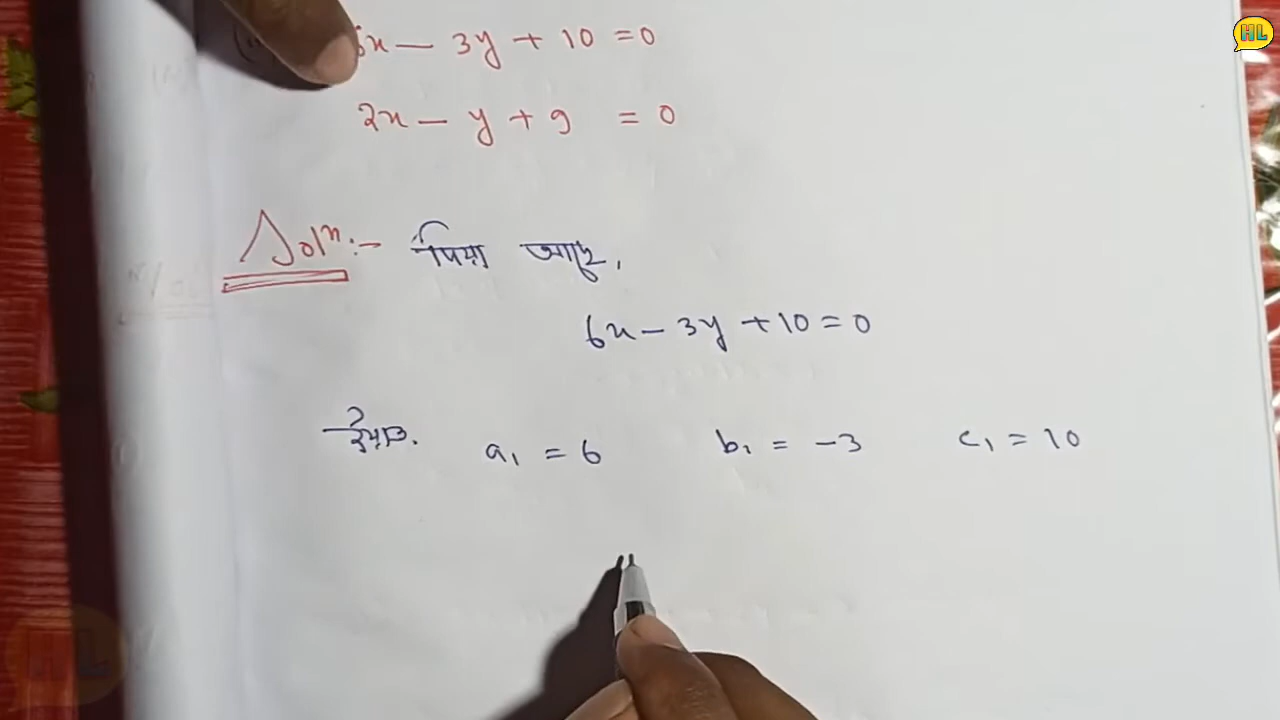 6x - 3y + 10 = 0
2x - y + 9 = 0
Solⁿ:- দিয়া আছে,
6x - 3y + 10 = 0
ইয়াত. a₁ = 6 b₁ = -3 c₁ = 10
HL